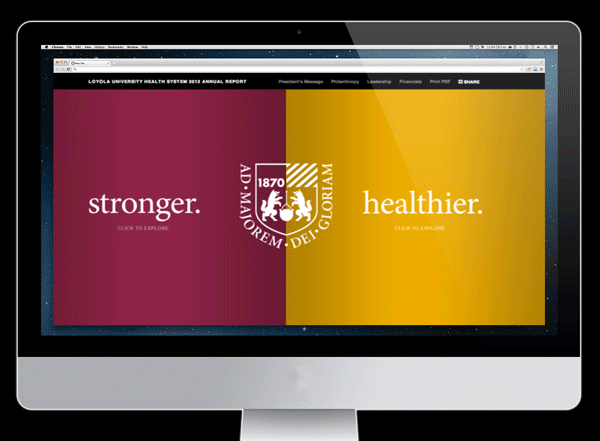 Chrome File Edit View History Bookmarks Window Help
LOYOLA UNIVERSITY HEALTH SYSTEM 2012 ANNUAL REPORT President's Message Philanthropy Leadership Financials Print PDF SHARE
1870
AD • MAJOREM • DEI • GLORIAM
stronger.
healthier.
CLICK TO EXPLORE
CLICK TO EXPLORE